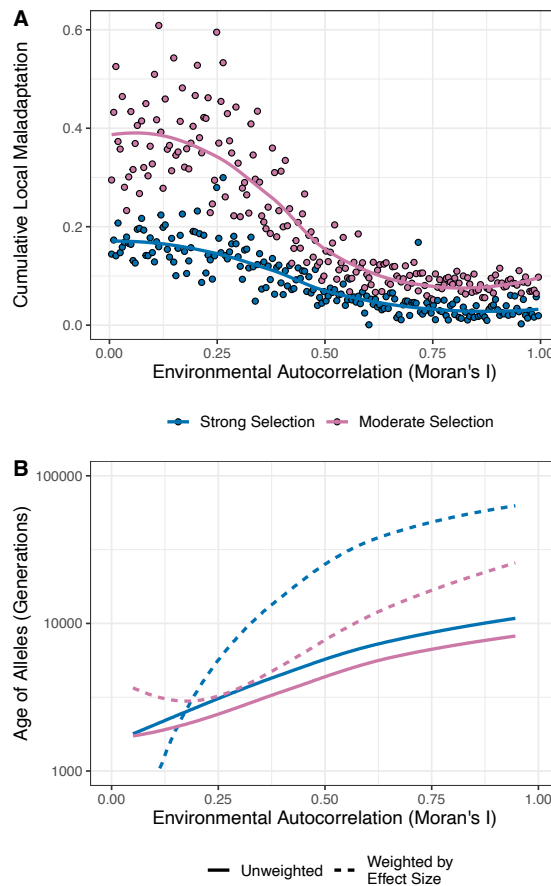 A
0.6
0.4
0.2
0.0
Cumulative Local Maladaptation
0.00
0.25
0.50
0.75
1.00
Environmental Autocorrelation (Moran's I)
Strong Selection
Moderate Selection
B
100000
10000
1000
Age of Alleles (Generations)
0.00
0.25
0.50
0.75
1.00
Environmental Autocorrelation (Moran's I)
Unweighted
Weighted by
Effect Size